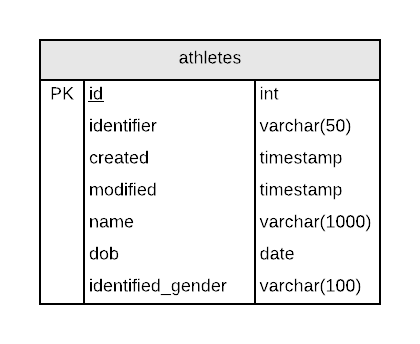 athletes
PK id int
identifier varchar(50)
created timestamp
modified timestamp
name varchar(1000)
dob date
identified_gender varchar(100)